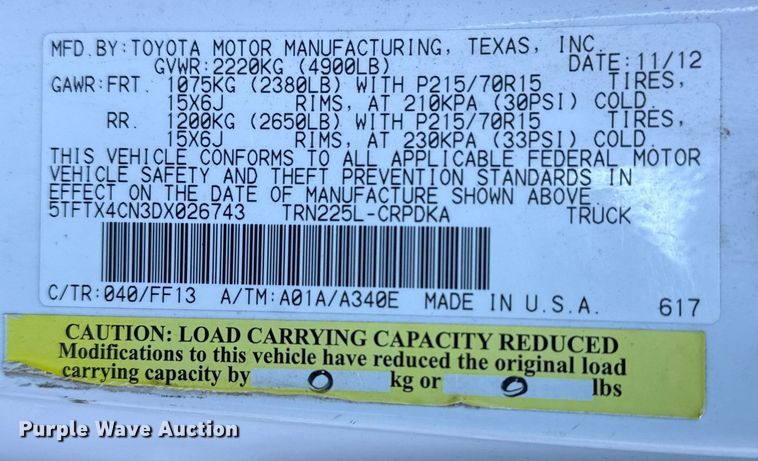 MFD.BY:TOYOTA MOTOR MANUFACTURING, TEXAS, INC.
GVWR:2220KG (4900LB) DATE:11/12
GAWR:FRT. 1075KG (2380LB) WITH P215/70R15 TIRES,
15X6J RIMS, AT 210KPA (30PSI) COLD.
RR. 1200KG (2650LB) WITH P215/70R15 TIRES,
15X6J RIMS, AT 230KPA (33PSI) COLD.
THIS VEHICLE CONFORMS TO ALL APPLICABLE FEDERAL MOTOR
VEHICLE SAFETY AND THEFT PREVENTION STANDARDS IN
EFFECT ON THE DATE OF MANUFACTURE SHOWN ABOVE.
5TFTX4CN3DX026743 TRN225L-CRPDKA TRUCK
C/TR:040/FF13 A/TM:A01A/A340E MADE IN U.S.A. 617
CAUTION: LOAD CARRYING CAPACITY REDUCED
Modifications to this vehicle have reduced the original load
carrying capacity by 0 kg or 0 lbs
Purple Wave Auction